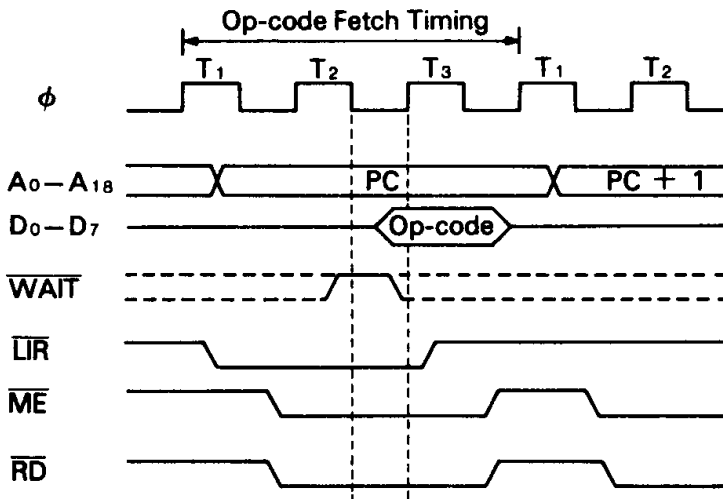 Op-code Fetch Timing
T1 T2 T3 T1 T2
φ
A0—A18 PC PC + 1
D0—D7 Op-code
WAIT
LIR
ME
RD